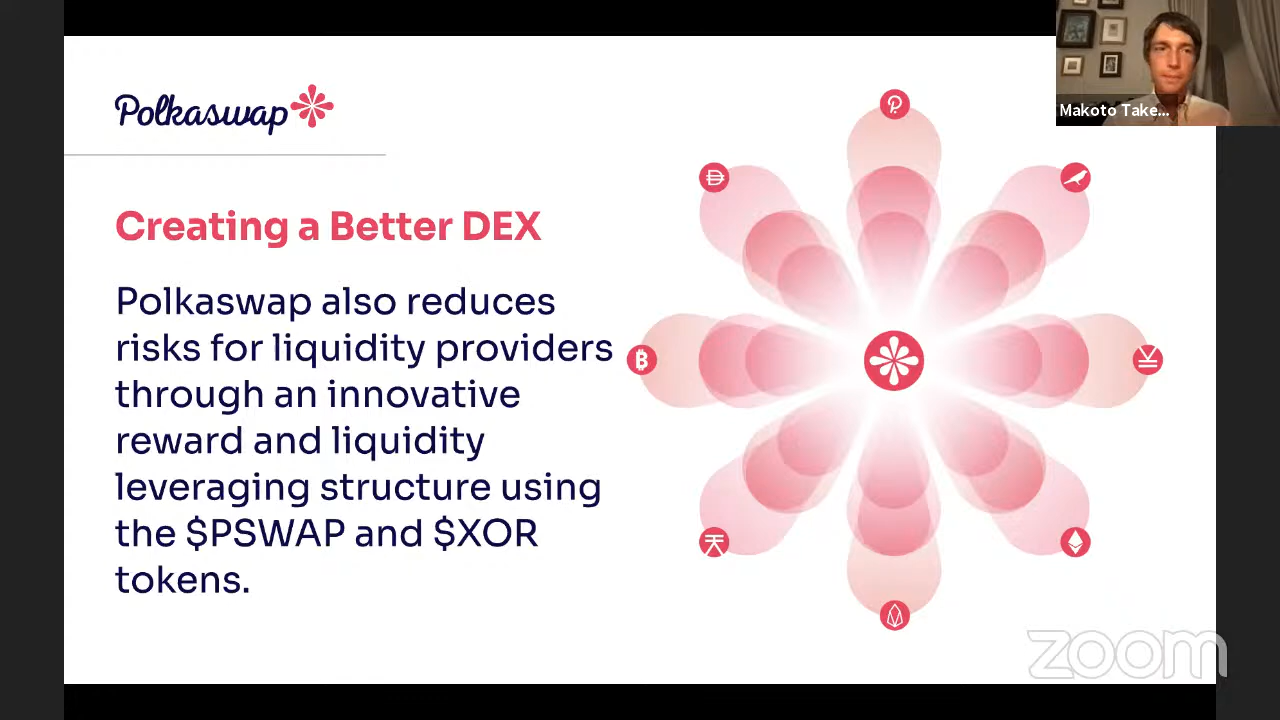 Polkaswap
Makoto Take...
Creating a Better DEX
Polkaswap also reduces
risks for liquidity providers
through an innovative
reward and liquidity
leveraging structure using
the $PSWAP and $XOR
tokens.
zoom